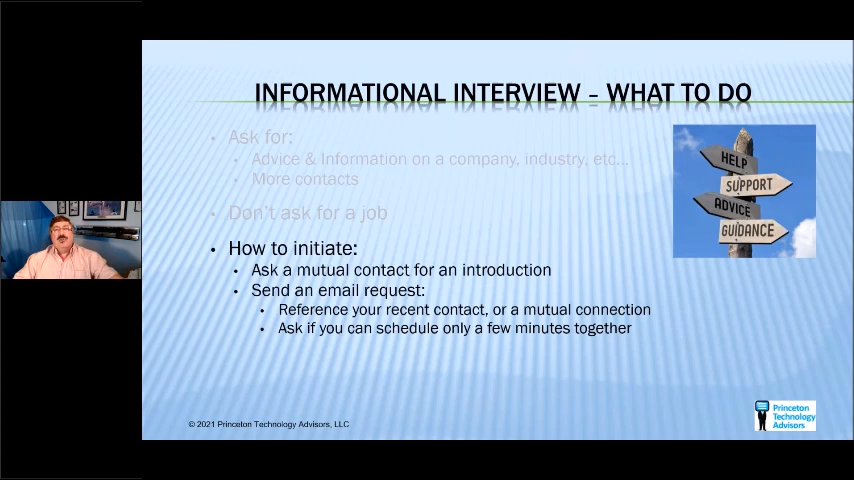 INFORMATIONAL INTERVIEW – WHAT TO DO
• Ask for:
• Advice & Information on a company, industry, etc...
• More contacts
• Don't ask for a job
• How to initiate:
• Ask a mutual contact for an introduction
• Send an email request:
• Reference your recent contact, or a mutual connection
• Ask if you can schedule only a few minutes together
HELP
SUPPORT
ADVICE
GUIDANCE
© 2021 Princeton Technology Advisors, LLC
Princeton
Technology
Advisors